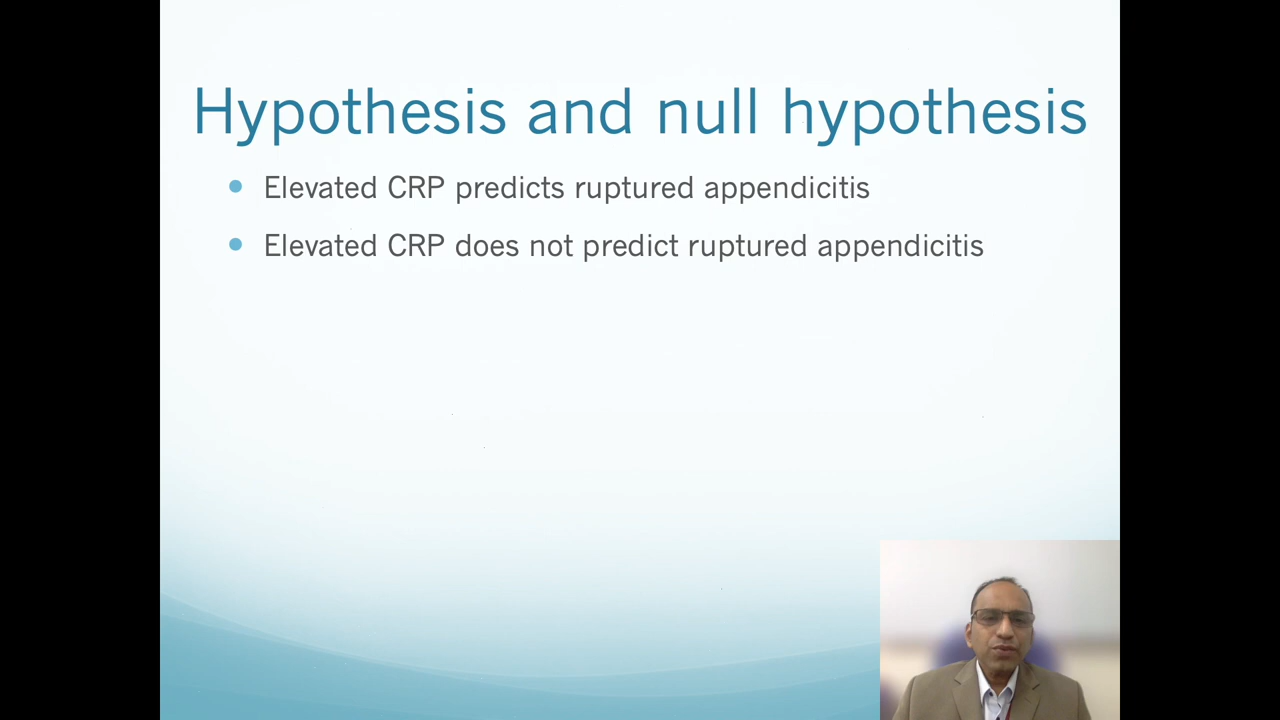 Hypothesis and null hypothesis
Elevated CRP predicts ruptured appendicitis
Elevated CRP does not predict ruptured appendicitis